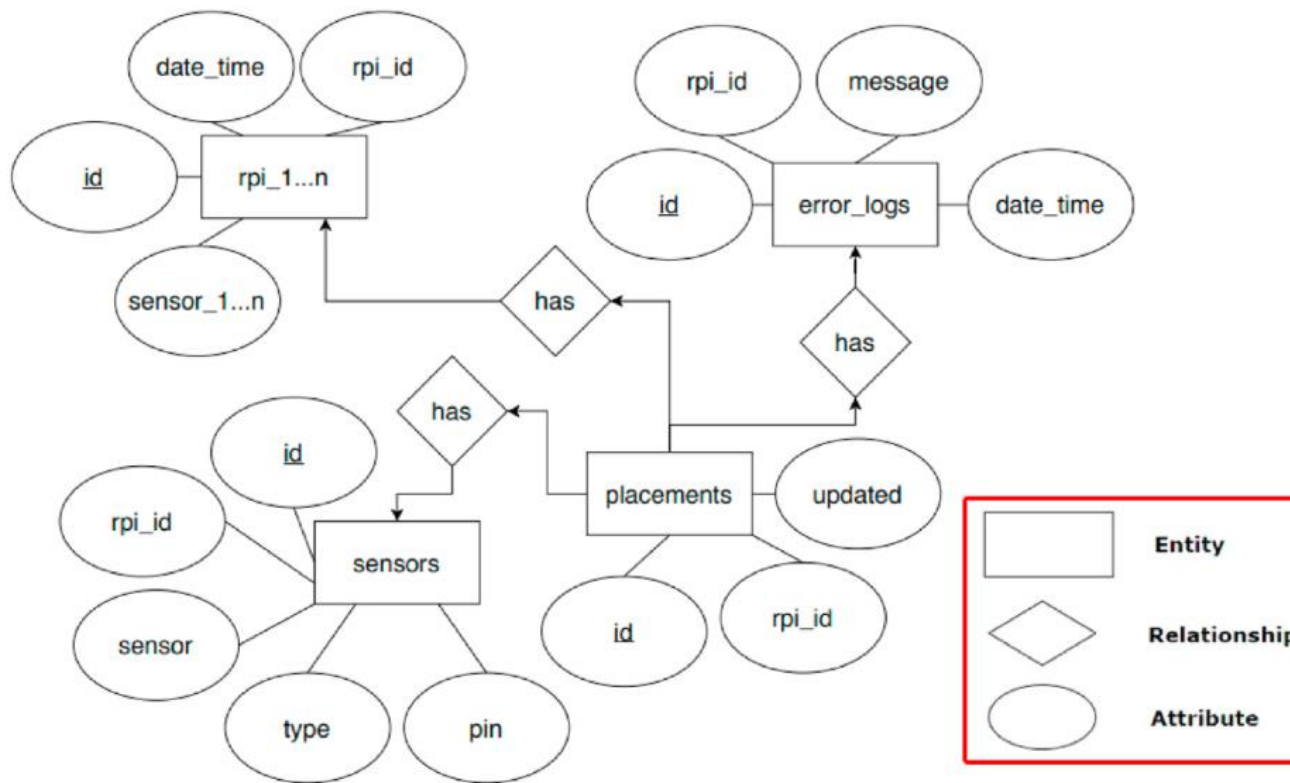 date_time
rpi_id
id
rpi_1...n
sensor_1...n
rpi_id
message
id
error_logs
date_time
has
has
has
id
rpi_id
sensors
sensor
type
pin
placements
updated
id
rpi_id
Entity
Relationship
Attribute